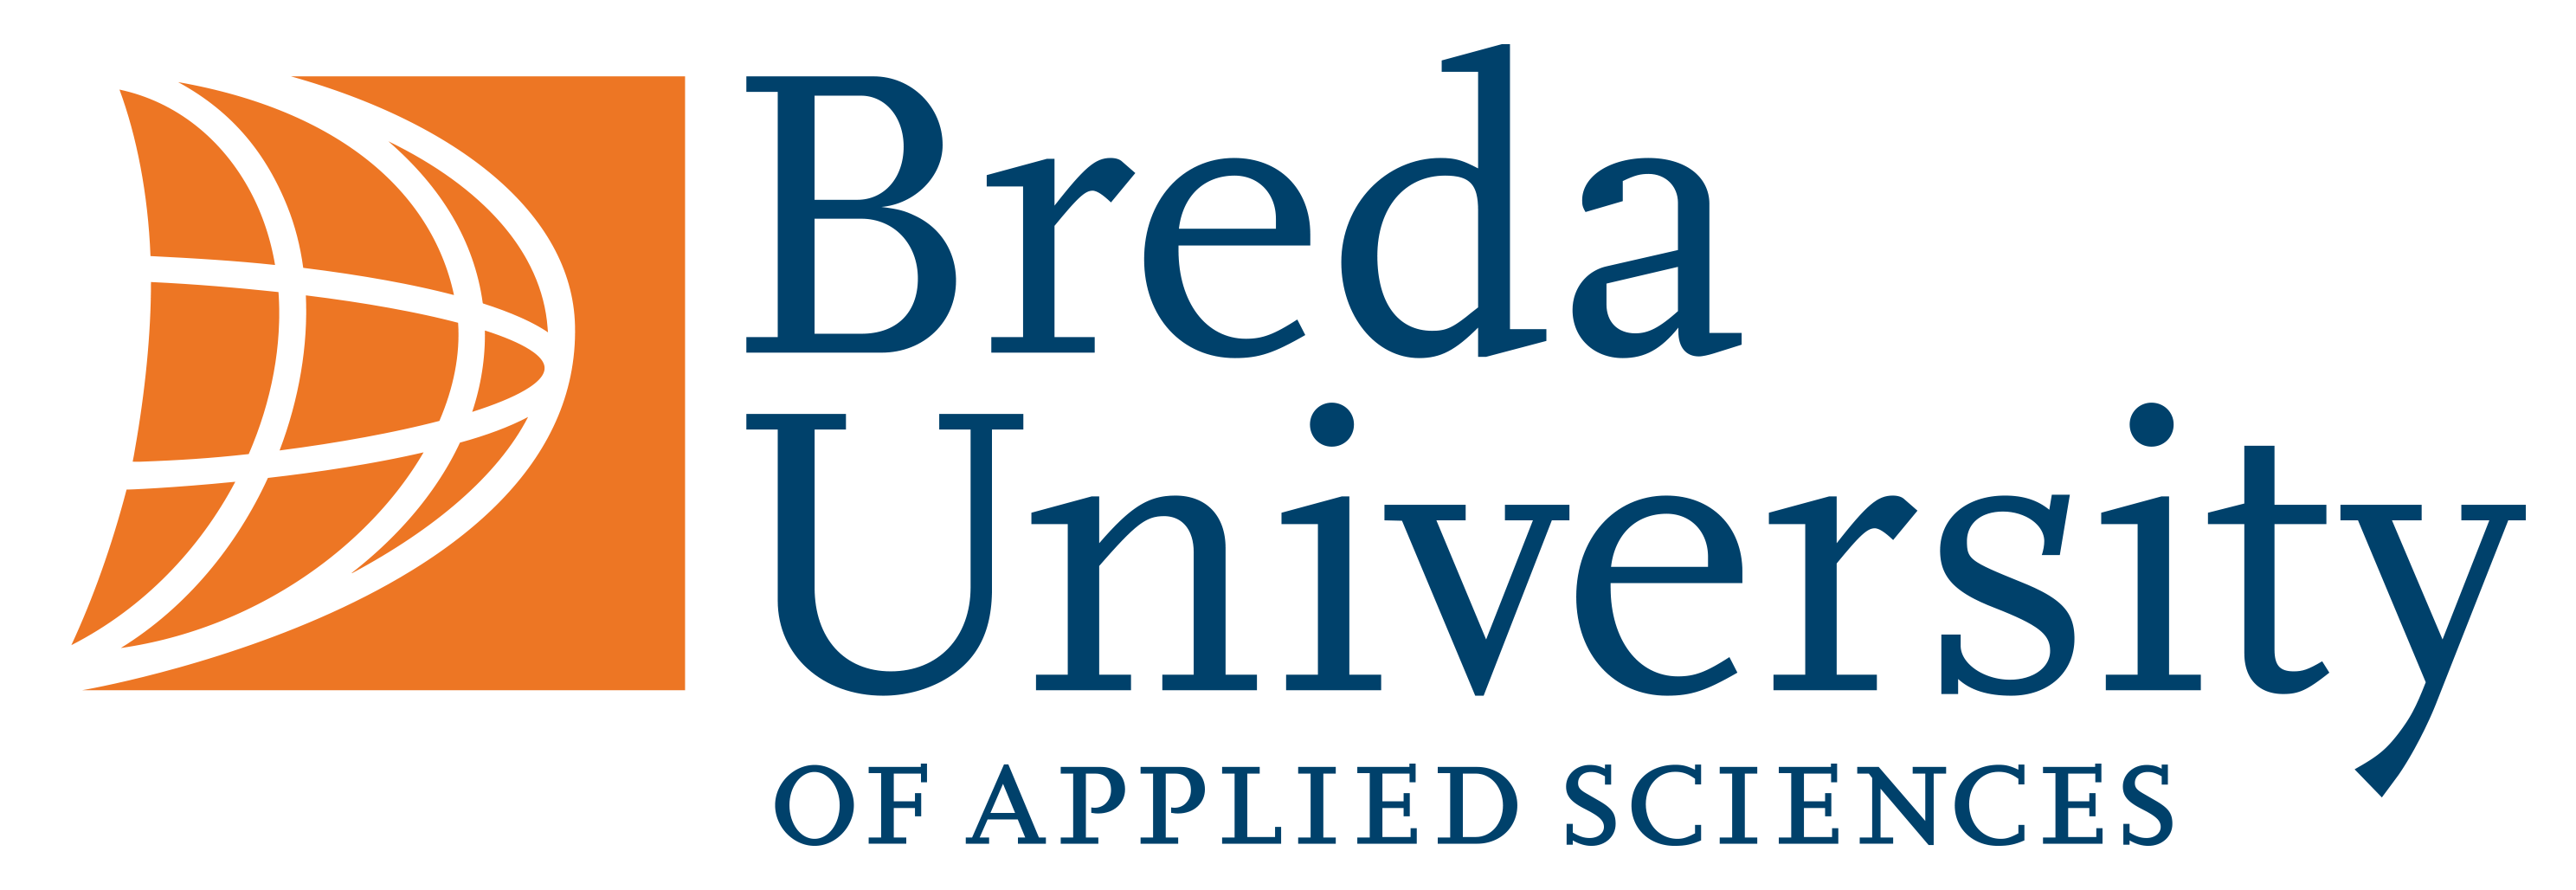 Breda
University
OF APPLIED SCIENCES